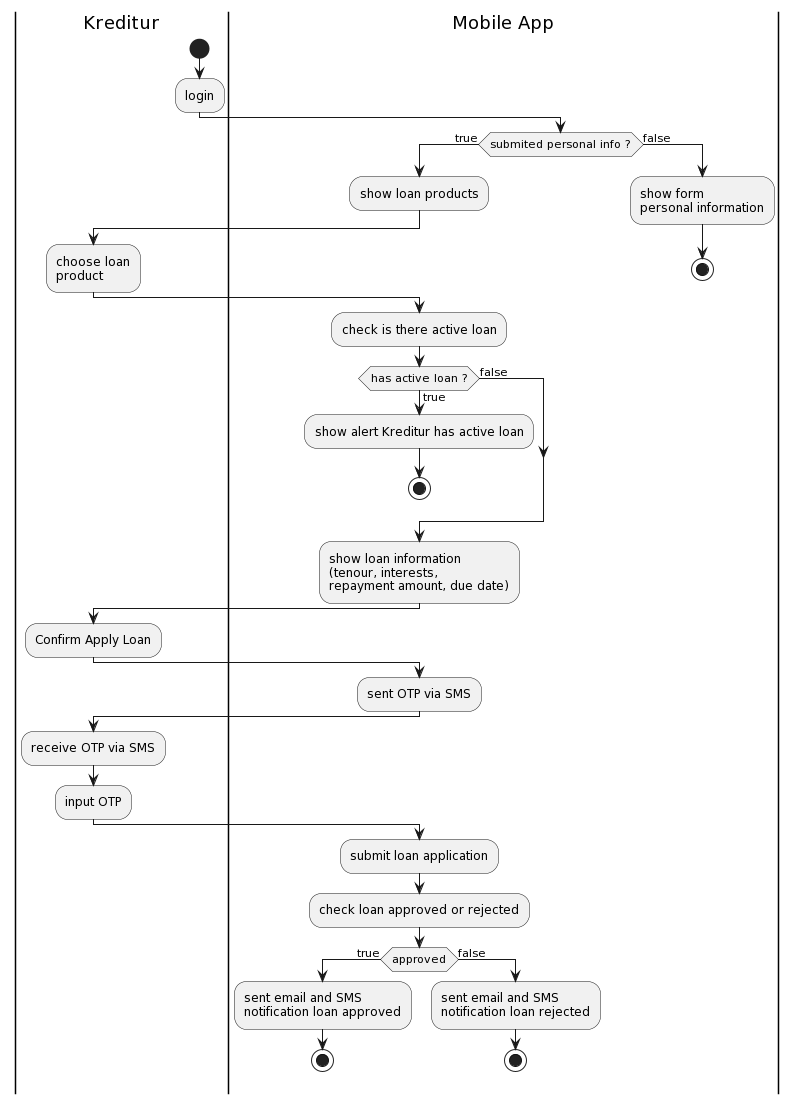 Kreditur
Mobile App
login
submited personal info ?
true
false
show loan products
show form
personal information
choose loan
product
check is there active loan
has active loan ?
false
true
show alert Kreditur has active loan
show loan information
(tenour, interests,
repayment amount, due date)
Confirm Apply Loan
sent OTP via SMS
receive OTP via SMS
input OTP
submit loan application
check loan approved or rejected
true
approved
false
sent email and SMS
notification loan approved
sent email and SMS
notification loan rejected